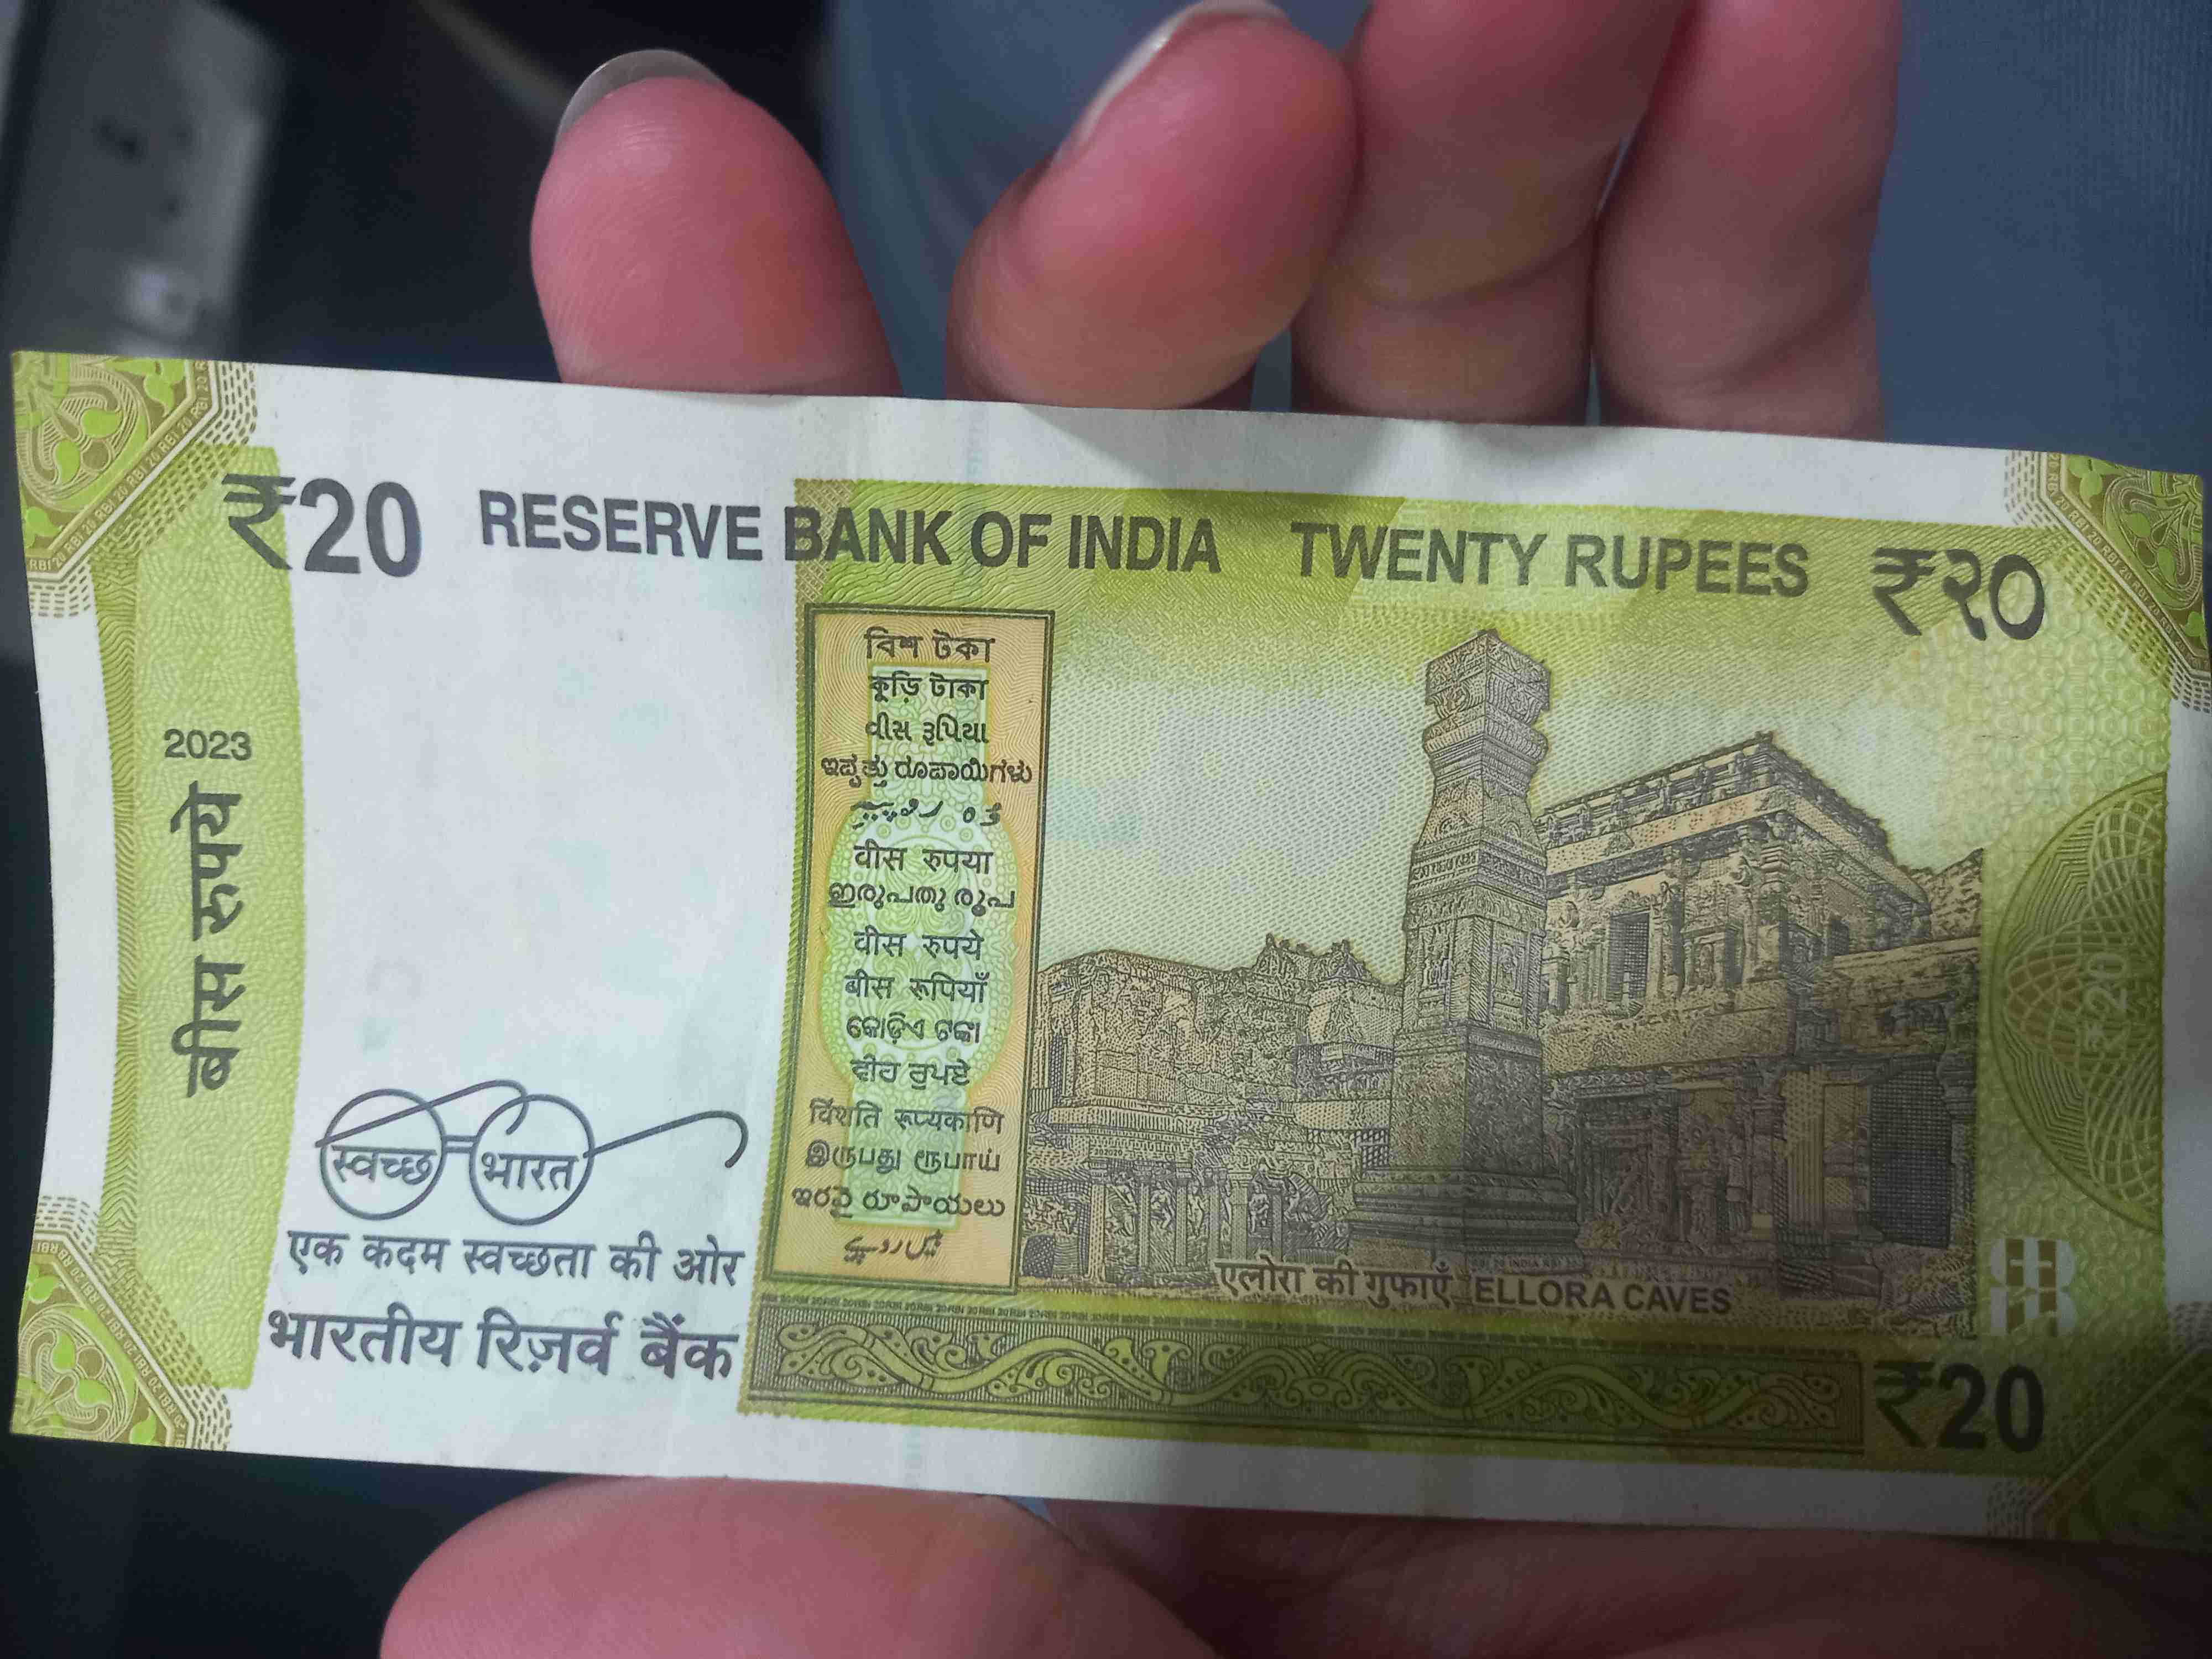 ₹20 RESERVE BANK OF INDIA TWENTY RUPEES ₹२०
2023
बीस रुपये
বিশ টকা
কুড়ি টাকা
વીસ રૂપિયા
ಇಪ್ಪತ್ತು ರೂಪಾಯಿಗಳು
वीस रुपया
ഇരുപതു രൂപ
वीस रुपये
बीस रूपियाँ
କୋଡ଼ିଏ ଟଙ୍କା
ਵੀਹ ਰੁਪਏ
विंशति रूप्यकाणि
இருபது ரூபாய்
ఇరవై రూపాయలు
स्वच्छ भारत
एक कदम स्वच्छता की ओर
भारतीय रिज़र्व बैंक
एलोरा की गुफाएँ ELLORA CAVES
₹20
₹20